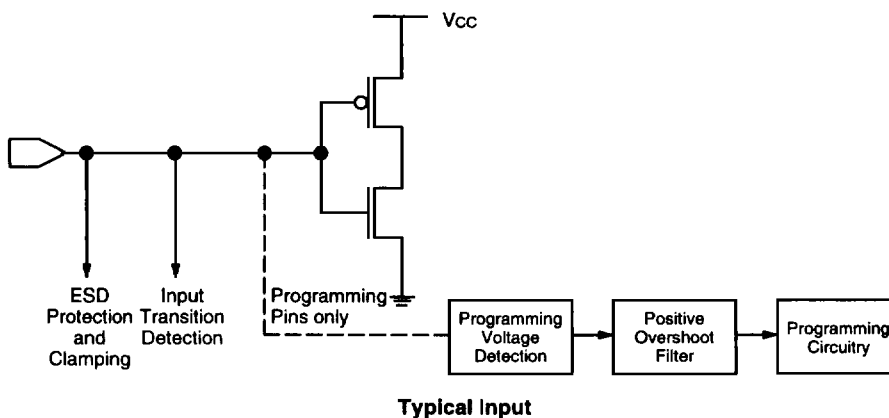 Vcc
ESD
Protection
and
Clamping
Input
Transition
Detection
Programming
Pins only
Programming
Voltage
Detection
Positive
Overshoot
Filter
Programming
Circuitry
Typical Input